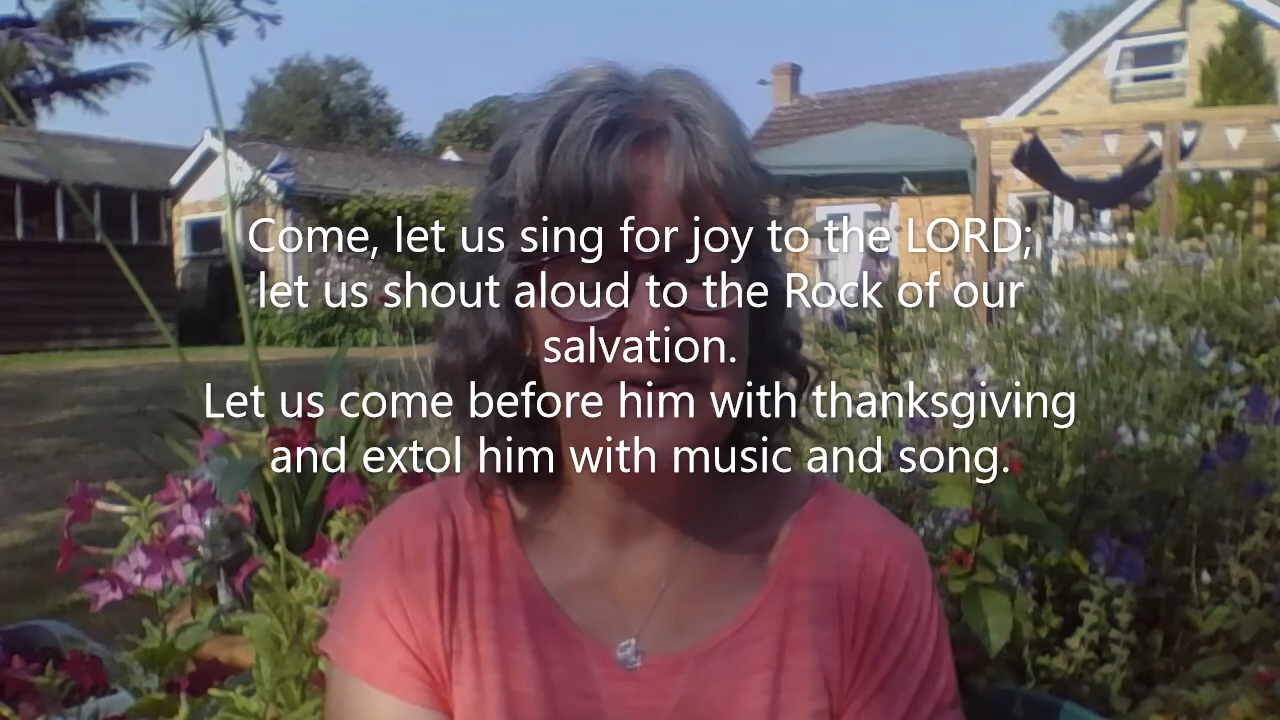 Come, let us sing for joy to the LORD;
let us shout aloud to the Rock of our
salvation.
Let us come before him with thanksgiving
and extol him with music and song.